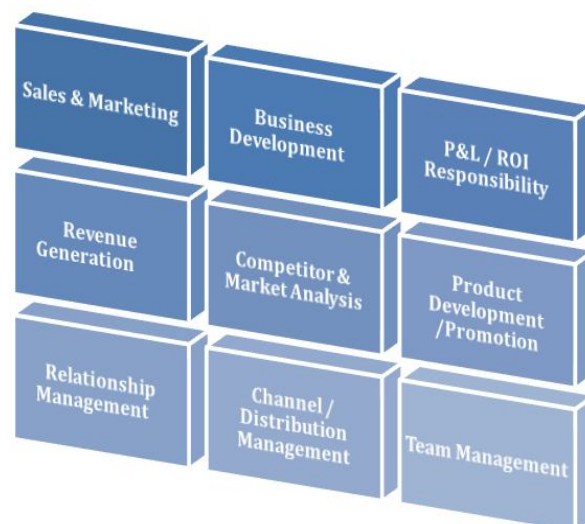 Sales & Marketing
Business
Development
P&L / ROI
Responsibility
Revenue
Generation
Competitor &
Market Analysis
Product
Development
/Promotion
Relationship
Management
Channel /
Distribution
Management
Team Management